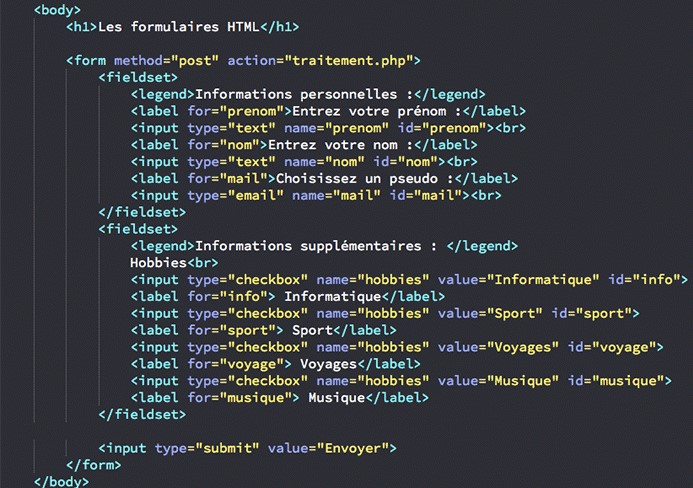 <body>
<h1>Les formulaires HTML</h1>
<form method="post" action="traitement.php">
<fieldset>
<legend>Informations personnelles :</legend>
<label for="prenom">Entrez votre prénom :</label>
<input type="text" name="prenom" id="prenom"><br>
<label for="nom">Entrez votre nom :</label>
<input type="text" name="nom" id="nom"><br>
<label for="mail">Choisissez un pseudo :</label>
<input type="email" name="mail" id="mail"><br>
</fieldset>
<fieldset>
<legend>Informations supplémentaires : </legend>
Hobbies<br>
<input type="checkbox" name="hobbies" value="Informatique" id="info">
<label for="info"> Informatique</label>
<input type="checkbox" name="hobbies" value="Sport" id="sport">
<label for="sport"> Sport</label>
<input type="checkbox" name="hobbies" value="Voyages" id="voyage">
<label for="voyage"> Voyages</label>
<input type="checkbox" name="hobbies" value="Musique" id="musique">
<label for="musique"> Musique</label>
</fieldset>
<input type="submit" value="Envoyer">
</form>
</body>